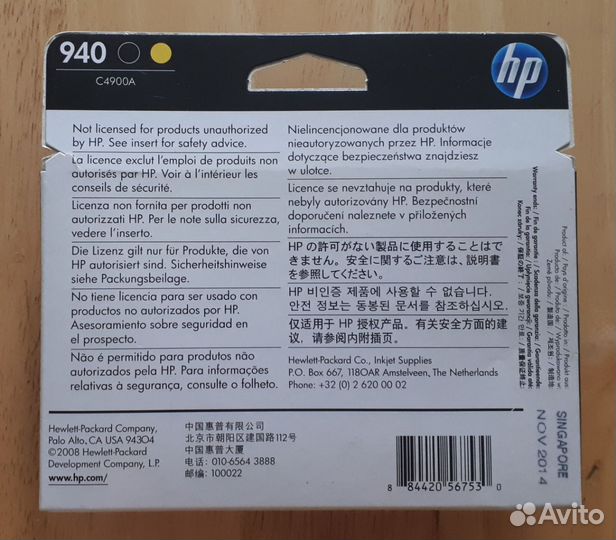 940
C4900A
hp
Not licensed for products unauthorized
by HP. See insert for safety advice.
La licence exclut l'emploi de produits non
autorisés par HP. Voir à l'intérieur les
conseils de sécurité.
Licenza non fornita per prodotti non
autorizzati HP. Per le note sulla sicurezza,
vedere l'inserto.
Die Lizenz gilt nur für Produkte, die von
HP autorisiert sind. Sicherheitshinweise
siehe Packungsbeilage.
No tiene licencia para ser usado con
productos no autorizados por HP.
Asesoramiento sobre seguridad en
el prospecto.
Não é permitido para produtos não
autorizados pela HP. Para informações
relativas à segurança, consulte o folheto.
Nielincencjonowane dla produktów
nieautoryzowanych przez HP. Informacje
dotyczące bezpieczeństwa znajdziesz
w ulotce.
Licence se nevztahuje na produkty, které
nebyly autorizovány HP. Bezpečnostní
doporučení naleznete v přiložených
informacích.
HP の許可がない製品に使用することはで
きません。安全に関するご注意は、説明書
を参照してください。
HP 비인증 제품에 사용할 수 없습니다.
안전 정보는 동봉된 문서를 참조하십시오.
仅适用于 HP 授权产品。有关安全方面的建
议，请参阅内附插页。
Hewlett-Packard Co., Inkjet Supplies
P.O. Box 667, 118OAR Amstelveen, The Netherlands
Phone: +32 (0) 2 620 00 02
Hewlett-Packard Company,
Palo Alto, CA USA 94304
©2008 Hewlett-Packard
Development Company, L.P.
www.hp.com/
中国惠普有限公司
北京市朝阳区建国路112号
中国惠普大厦
电话: 010-6564 3888
邮编: 100022
8 84420 56753 0
Warranty ends: /
Fin de la garantie: /
Product of: / Pays d'origine: /
SINGAPORE
NOV 2014
Avito